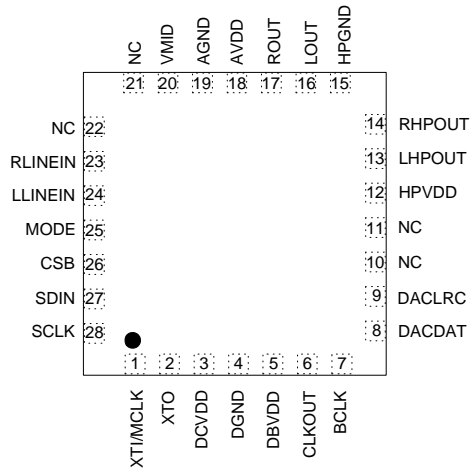 NC VMID AGND AVDD ROUT LOUT HPGND
21 20 19 18 17 16 15
NC 22
RLINEIN 23
LLINEIN 24
MODE 25
CSB 26
SDIN 27
SCLK 28
14 RHPOUT
13 LHPOUT
12 HPVDD
11 NC
10 NC
9 DACLRC
8 DACDAT
1 2 3 4 5 6 7
XTI/MCLK XTO DCVDD DGND DBVDD CLKOUT BCLK